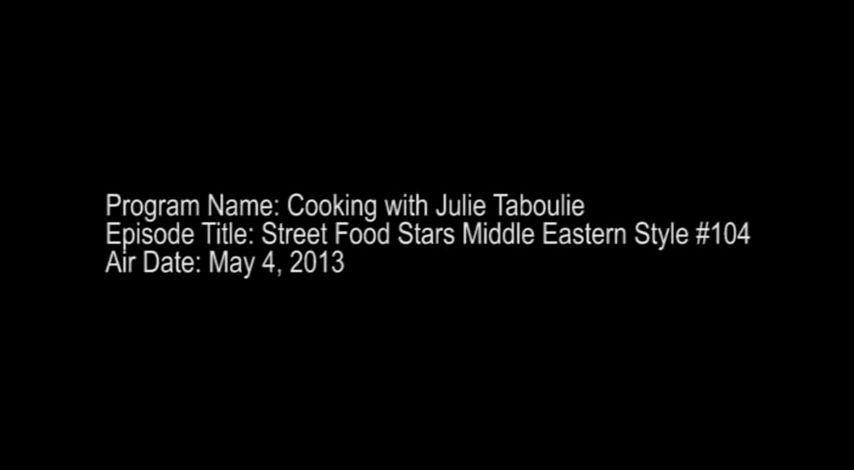 Program Name: Cooking with Julie Taboulie
Episode Title: Street Food Stars Middle Eastern Style #104
Air Date: May 4, 2013